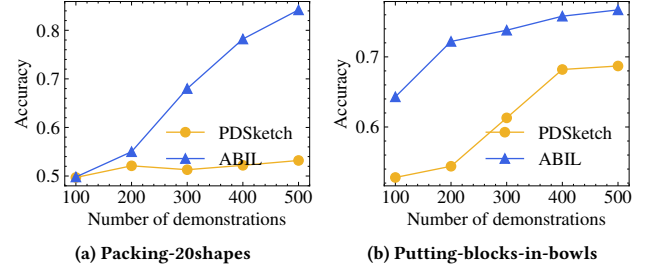 0.8
0.7
0.6
0.5
Accuracy
PDSketch
ABIL
100 200 300 400 500
Number of demonstrations
(a) Packing-20shapes
0.7
0.6
Accuracy
PDSketch
ABIL
100 200 300 400 500
Number of demonstrations
(b) Putting-blocks-in-bowls